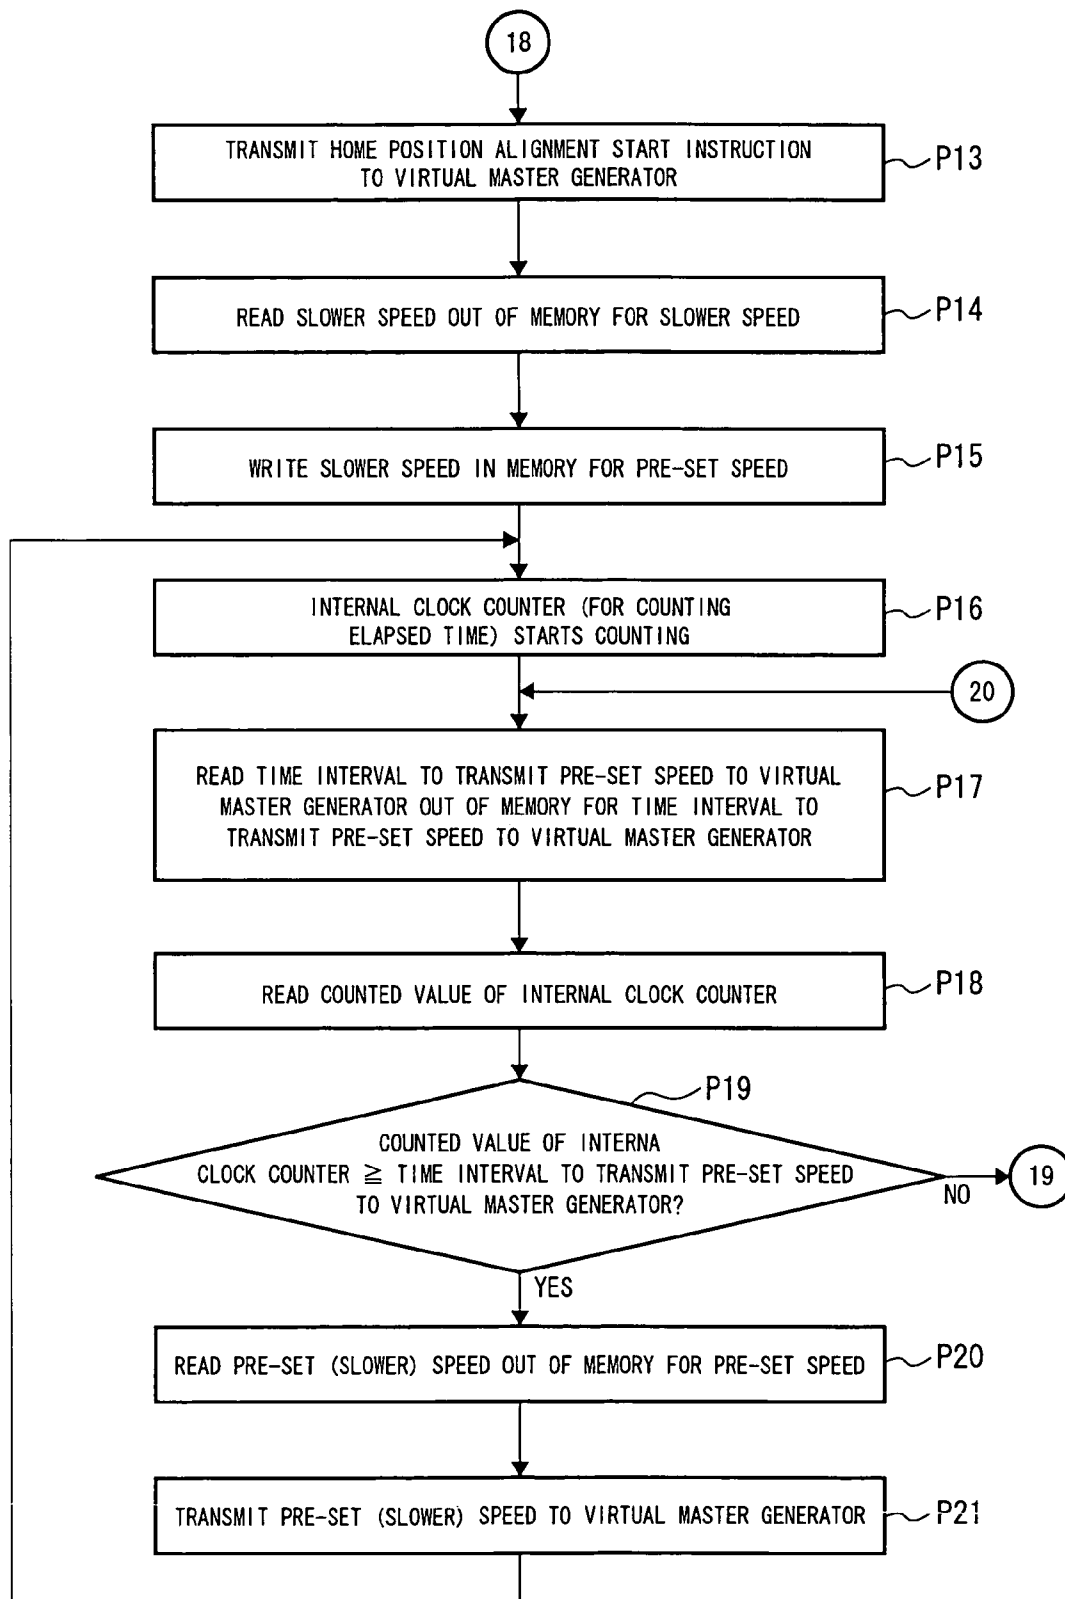 18
TRANSMIT HOME POSITION ALIGNMENT START INSTRUCTION
TO VIRTUAL MASTER GENERATOR
P13
READ SLOWER SPEED OUT OF MEMORY FOR SLOWER SPEED
P14
WRITE SLOWER SPEED IN MEMORY FOR PRE-SET SPEED
P15
INTERNAL CLOCK COUNTER (FOR COUNTING
ELAPSED TIME) STARTS COUNTING
P16
20
READ TIME INTERVAL TO TRANSMIT PRE-SET SPEED TO VIRTUAL
MASTER GENERATOR OUT OF MEMORY FOR TIME INTERVAL TO
TRANSMIT PRE-SET SPEED TO VIRTUAL MASTER GENERATOR
P17
READ COUNTED VALUE OF INTERNAL CLOCK COUNTER
P18
P19
COUNTED VALUE OF INTERNA
CLOCK COUNTER ≧ TIME INTERVAL TO TRANSMIT PRE-SET SPEED
TO VIRTUAL MASTER GENERATOR?
NO
19
YES
READ PRE-SET (SLOWER) SPEED OUT OF MEMORY FOR PRE-SET SPEED
P20
TRANSMIT PRE-SET (SLOWER) SPEED TO VIRTUAL MASTER GENERATOR
P21